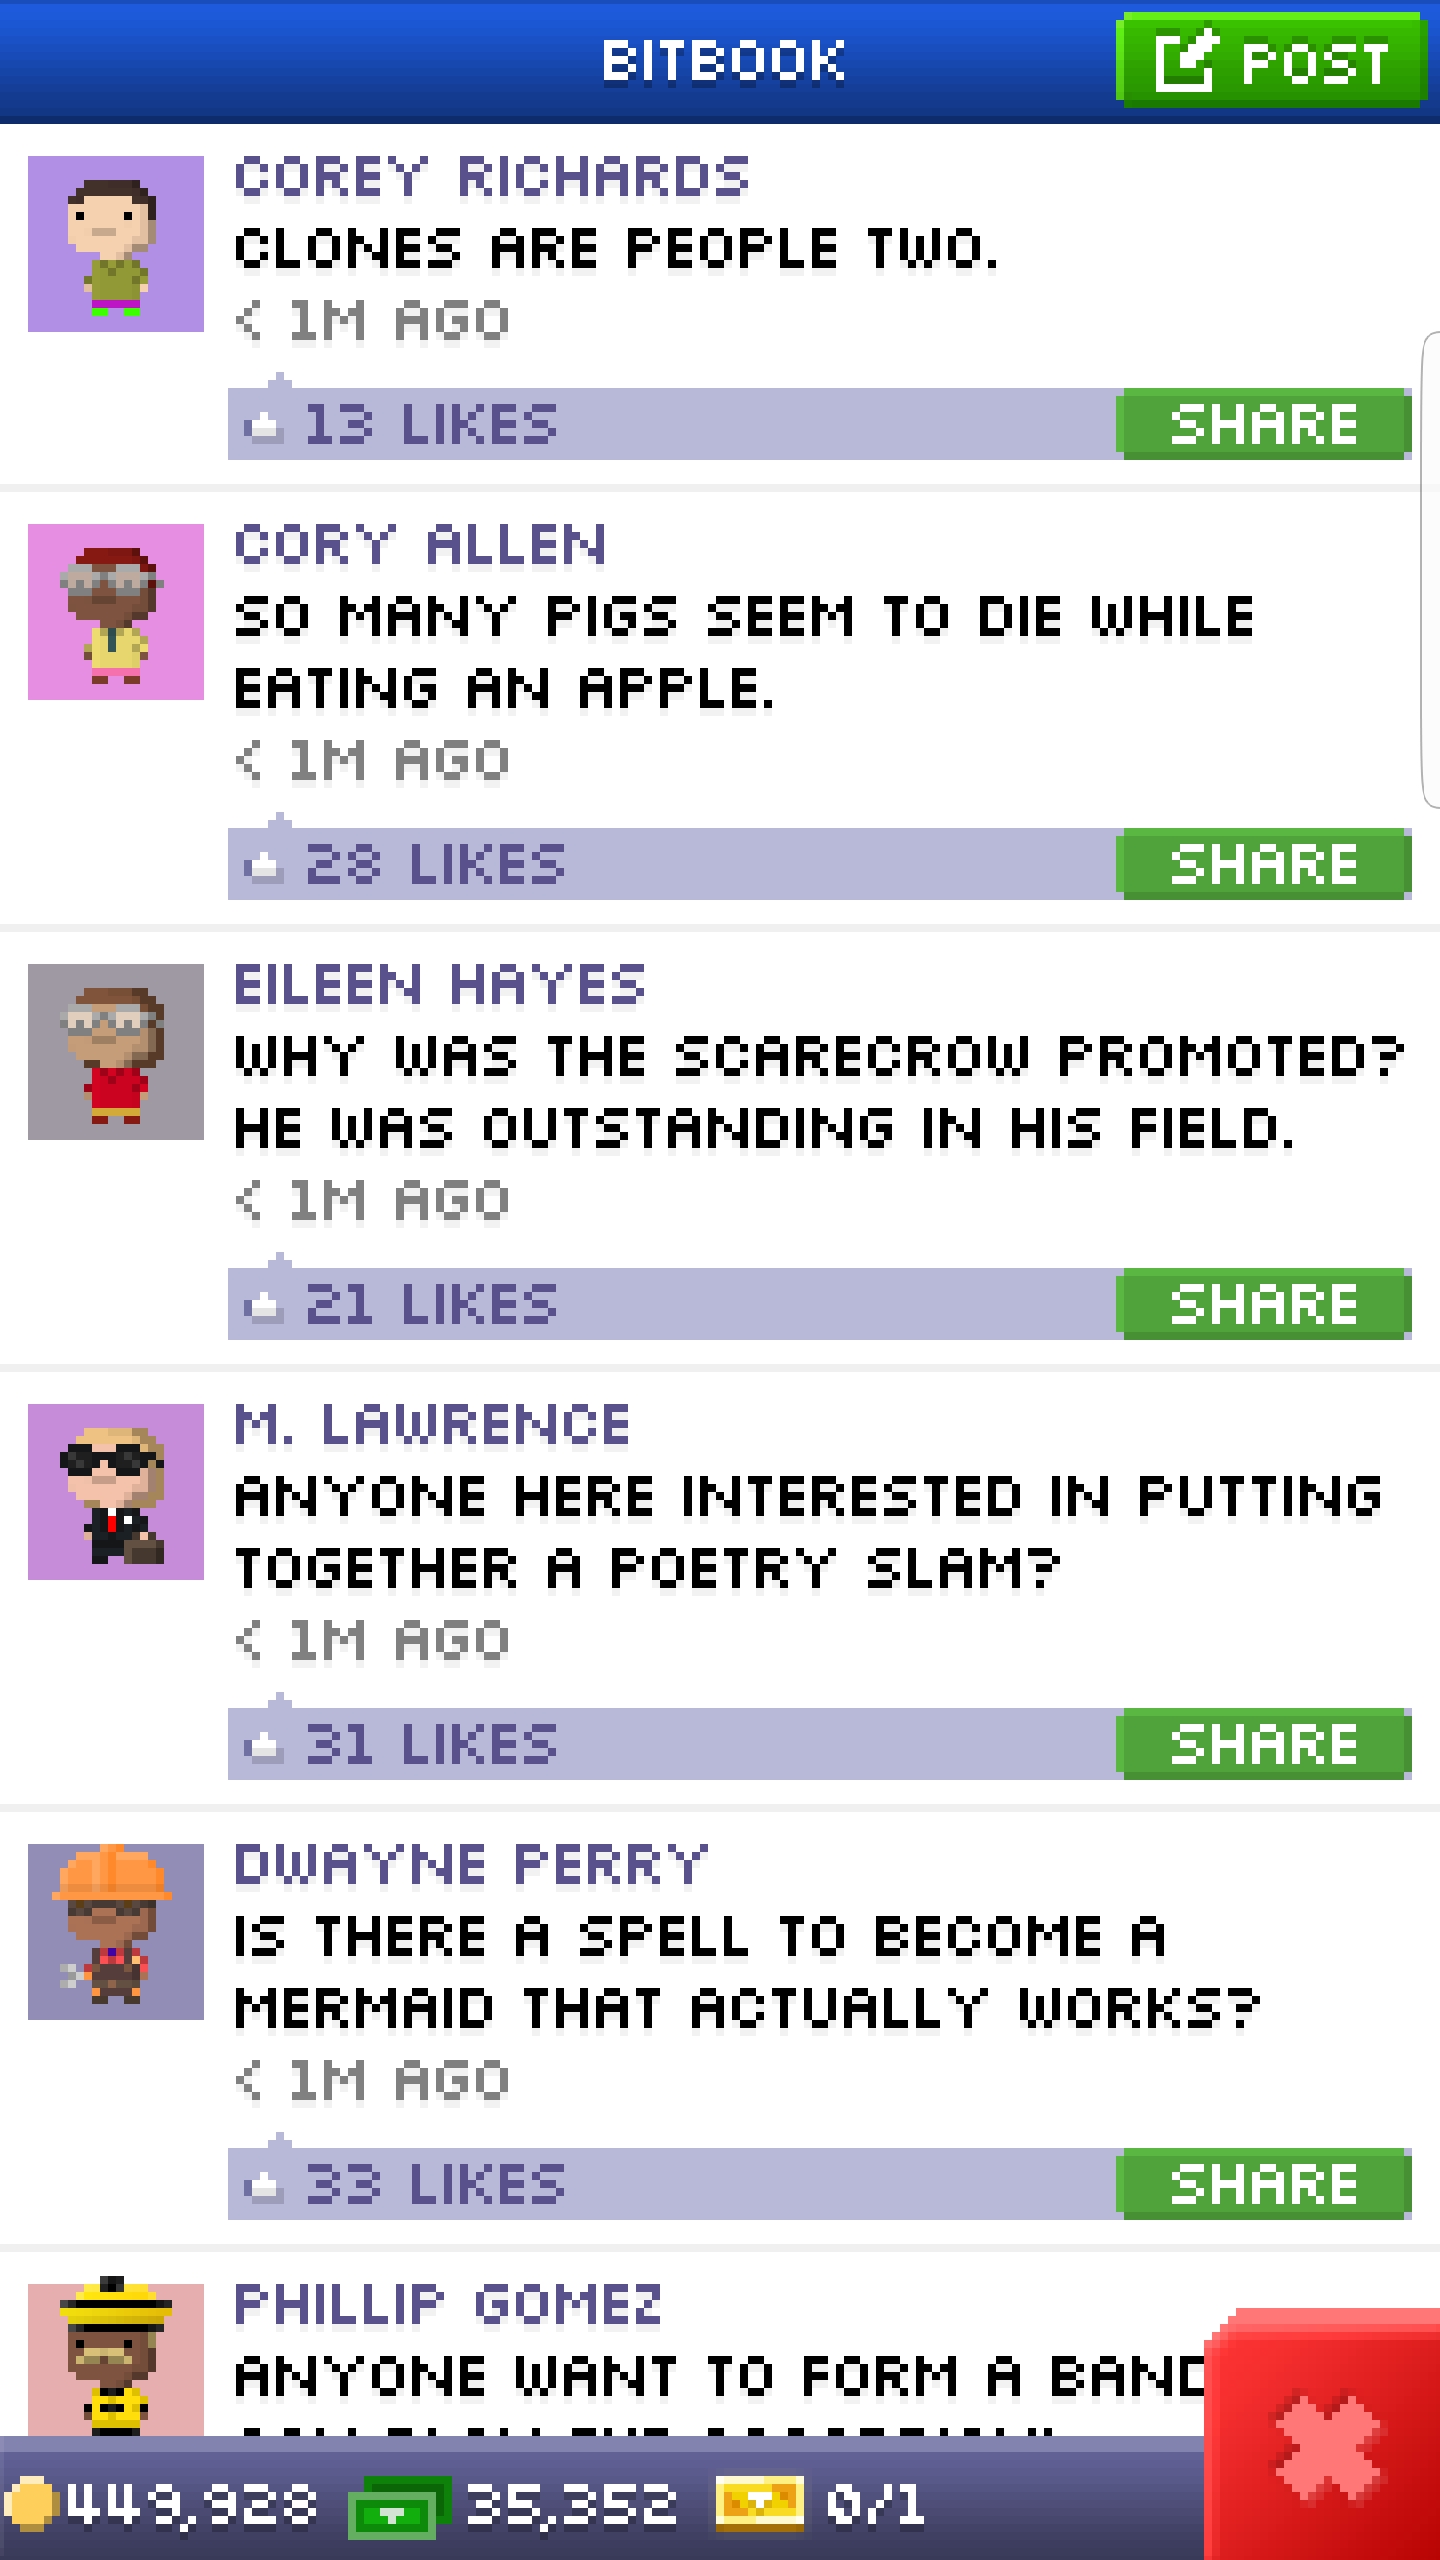 BITBOOK
POST
COREY RICHARDS
CLONES ARE PEOPLE TWO.
< 1M AGO
13 LIKES
SHARE
CORY ALLEN
SO MANY PIGS SEEM TO DIE WHILE
EATING AN APPLE.
< 1M AGO
28 LIKES
SHARE
EILEEN HAYES
WHY WAS THE SCARECROW PROMOTED?
HE WAS OUTSTANDING IN HIS FIELD.
< 1M AGO
21 LIKES
SHARE
M. LAWRENCE
ANYONE HERE INTERESTED IN PUTTING
TOGETHER A POETRY SLAM?
< 1M AGO
31 LIKES
SHARE
DWAYNE PERRY
IS THERE A SPELL TO BECOME A
MERMAID THAT ACTUALLY WORKS?
< 1M AGO
33 LIKES
SHARE
PHILLIP GOMEZ
ANYONE WANT TO FORM A BAND
449,928
35,352
0/1